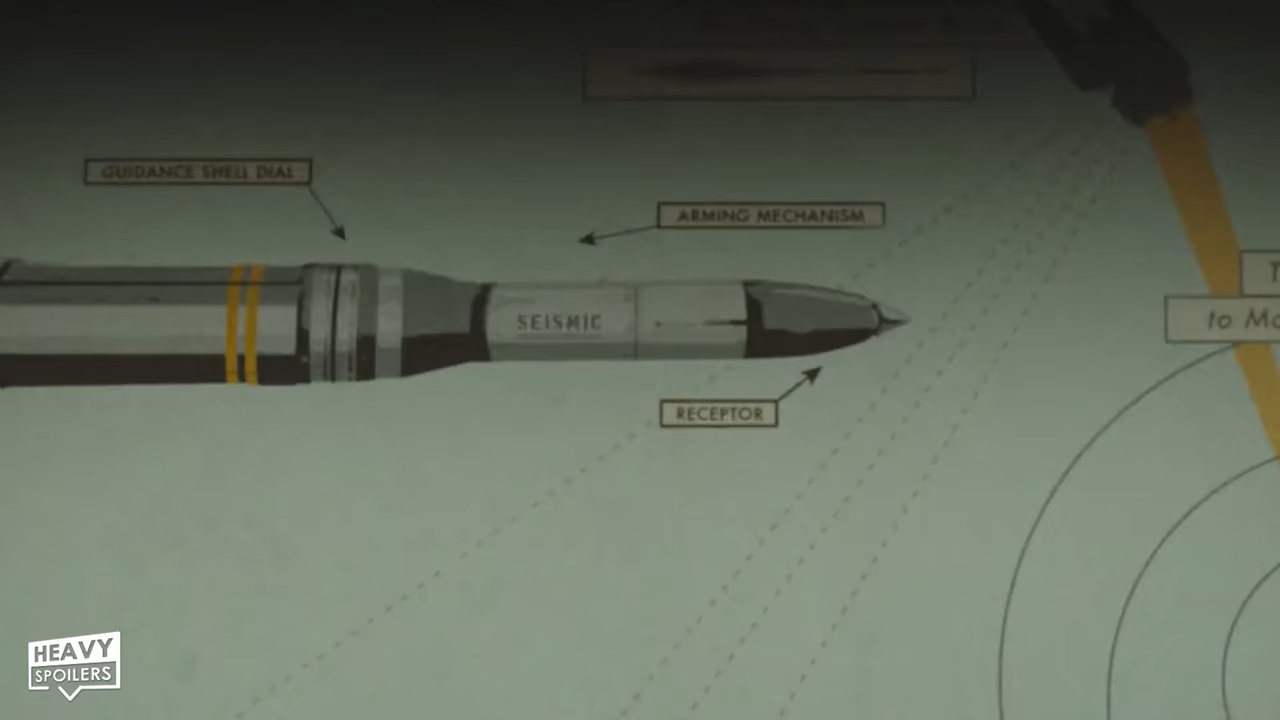 GUIDANCE SHELL DIAL
ARMING MECHANISM
SEISMIC
RECEPTOR
to Mo
HEAVY
SPOILERS